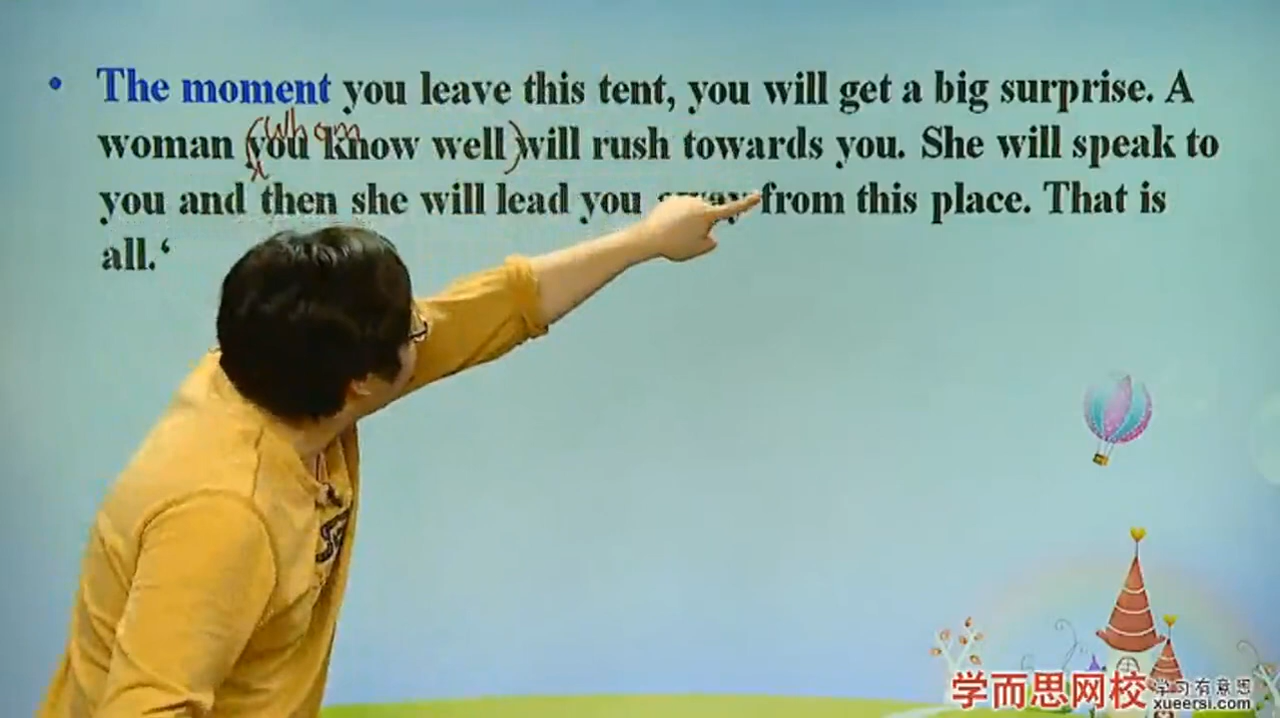 • The moment you leave this tent, you will get a big surprise. A
whom
woman (you know well) will rush towards you. She will speak to
x
you and then she will lead you away from this place. That is
all.‘
学而思网校 学习有意思
xueersi.com